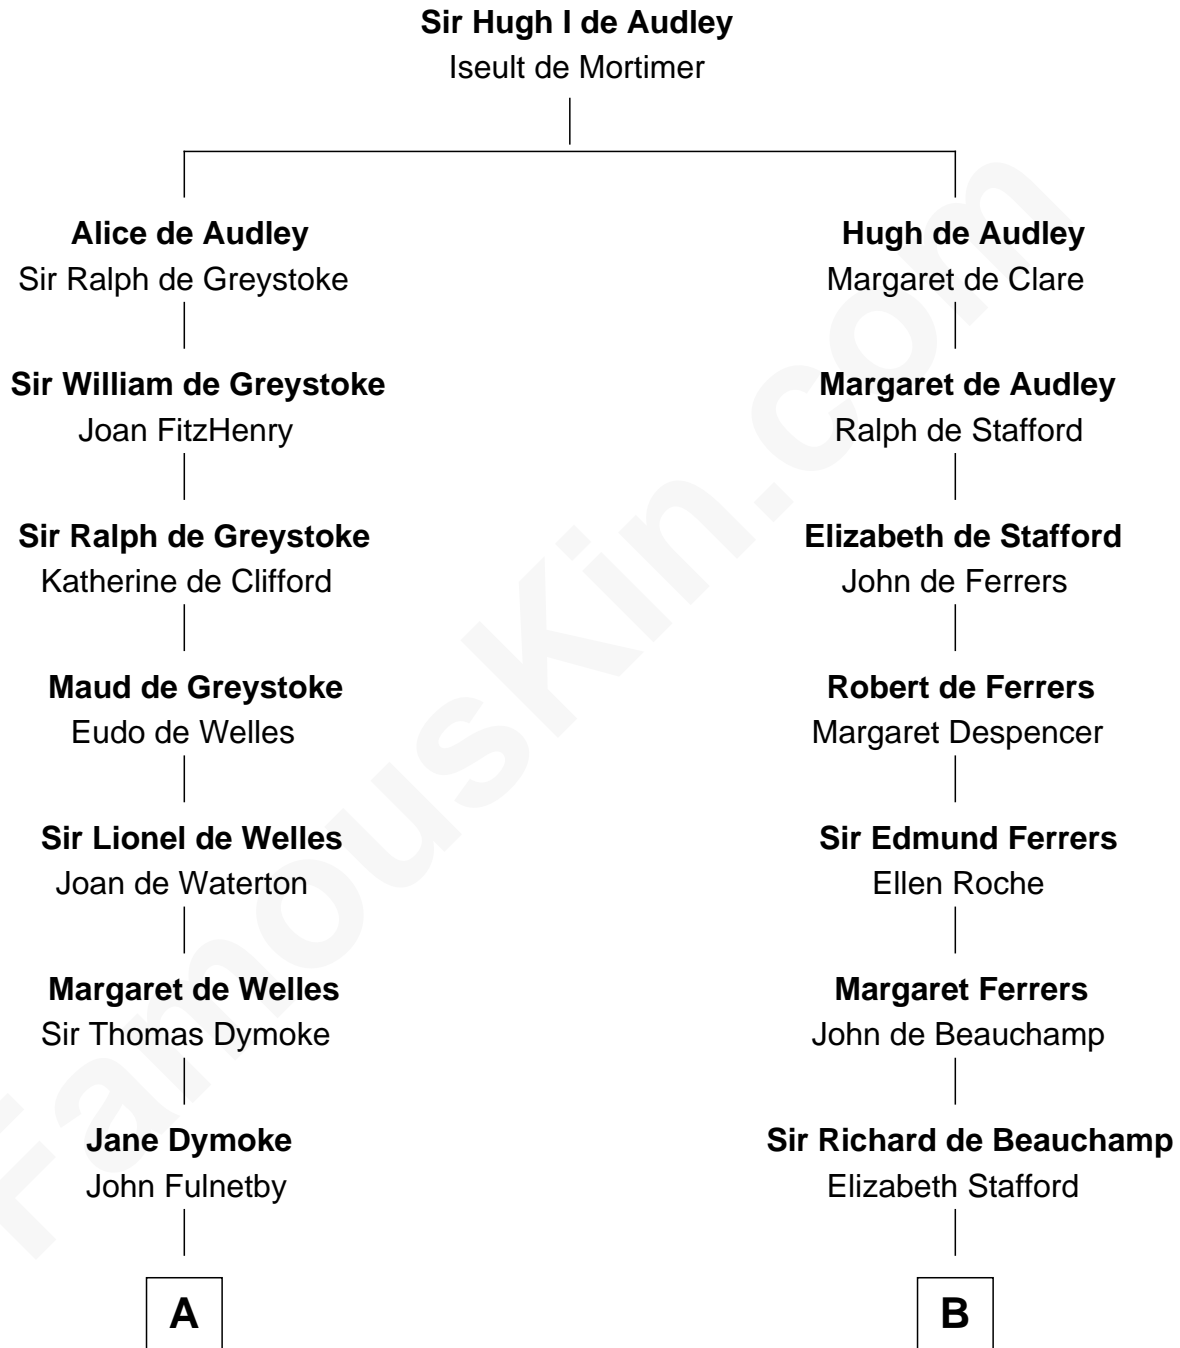 Sir Hugh I de Audley
Iseult de Mortimer
Alice de Audley
Sir Ralph de Greystoke
Hugh de Audley
Margaret de Clare
Sir William de Greystoke
Joan FitzHenry
Margaret de Audley
Ralph de Stafford
Sir Ralph de Greystoke
Katherine de Clifford
Elizabeth de Stafford
John de Ferrers
Maud de Greystoke
Eudo de Welles
Robert de Ferrers
Margaret Despencer
Sir Lionel de Welles
Joan de Waterton
Sir Edmund Ferrers
Ellen Roche
Margaret de Welles
Sir Thomas Dymoke
Margaret Ferrers
John de Beauchamp
Jane Dymoke
John Fulnetby
Sir Richard de Beauchamp
Elizabeth Stafford
A
B
FamousKin.com